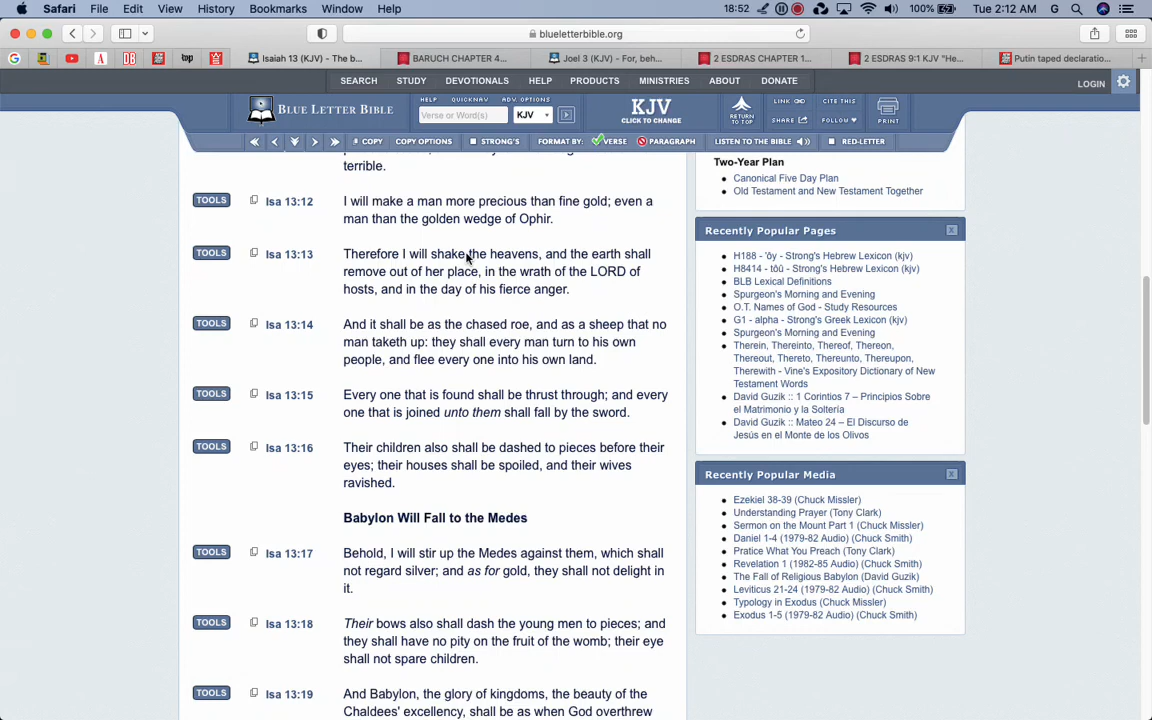 Safari File Edit View History Bookmarks Window Help 18:52 100% Tue 2:12 AM G
blueletterbible.org
Isaiah 13 (KJV) - The b... BARUCH CHAPTER 4... Joel 3 (KJV) - For, beh... 2 ESDRAS CHAPTER 1... 2 ESDRAS 9:1 KJV "He... Putin taped declaratio...
SEARCH STUDY DEVOTIONALS HELP PRODUCTS MINISTRIES ABOUT DONATE LOGIN
BLUE LETTER BIBLE
HELP QUICKNAV ADV. OPTIONS
Verse or Word(s) KJV
KJV
CLICK TO CHANGE
RETURN TO TOP
LINK CITE THIS
SHARE FOLLOW
PRINT
COPY COPY OPTIONS STRONG'S FORMAT BY: VERSE PARAGRAPH LISTEN TO THE BIBLE RED-LETTER
terrible.
TOOLS Isa 13:12 I will make a man more precious than fine gold; even a
man than the golden wedge of Ophir.
TOOLS Isa 13:13 Therefore I will shake the heavens, and the earth shall
remove out of her place, in the wrath of the LORD of
hosts, and in the day of his fierce anger.
TOOLS Isa 13:14 And it shall be as the chased roe, and as a sheep that no
man taketh up: they shall every man turn to his own
people, and flee every one into his own land.
TOOLS Isa 13:15 Every one that is found shall be thrust through; and every
one that is joined unto them shall fall by the sword.
TOOLS Isa 13:16 Their children also shall be dashed to pieces before their
eyes; their houses shall be spoiled, and their wives
ravished.
Babylon Will Fall to the Medes
TOOLS Isa 13:17 Behold, I will stir up the Medes against them, which shall
not regard silver; and as for gold, they shall not delight in
it.
TOOLS Isa 13:18 Their bows also shall dash the young men to pieces; and
they shall have no pity on the fruit of the womb; their eye
shall not spare children.
TOOLS Isa 13:19 And Babylon, the glory of kingdoms, the beauty of the
Chaldees' excellency, shall be as when God overthrew
Two-Year Plan
Canonical Five Day Plan
Old Testament and New Testament Together
Recently Popular Pages
H188 - 'ôy - Strong's Hebrew Lexicon (kjv)
H8414 - tôû - Strong's Hebrew Lexicon (kjv)
BLB Lexical Definitions
Spurgeon's Morning and Evening
O.T. Names of God - Study Resources
G1 - alpha - Strong's Greek Lexicon (kjv)
Spurgeon's Morning and Evening
Therein, Thereinto, Thereof, Thereon,
Thereout, Thereto, Thereunto, Thereupon,
Therewith - Vine's Expository Dictionary of New
Testament Words
David Guzik :: 1 Corintios 7 – Principios Sobre
el Matrimonio y la Soltería
David Guzik :: Mateo 24 – El Discurso de
Jesús en el Monte de los Olivos
Recently Popular Media
Ezekiel 38-39 (Chuck Missler)
Understanding Prayer (Tony Clark)
Sermon on the Mount Part 1 (Chuck Missler)
Daniel 1-4 (1979-82 Audio) (Chuck Smith)
Pratice What You Preach (Tony Clark)
Revelation 1 (1982-85 Audio) (Chuck Smith)
The Fall of Religious Babylon (David Guzik)
Leviticus 21-24 (1979-82 Audio) (Chuck Smith)
Typology in Exodus (Chuck Missler)
Exodus 1-5 (1979-82 Audio) (Chuck Smith)